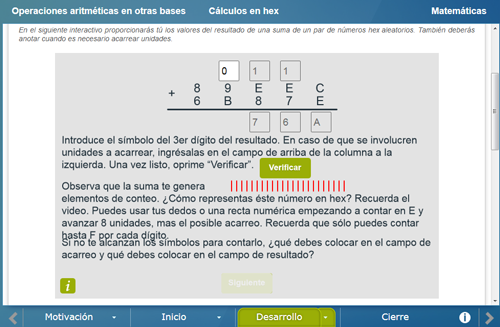 Operaciones aritméticas en otras bases Cálculos en hex Matemáticas
En el siguiente interactivo proporcionarás tú los valores del resultado de una suma de un par de números hex aleatorios. También deberás
anotar cuando es necesario acarrear unidades.
0 1 1
8 9 E E C
+ 6 B 8 7 E
7 6 A
Introduce el símbolo del 3er dígito del resultado. En caso de que se involucren
unidades a acarrear, ingrésalas en el campo de arriba de la columna a la
izquierda. Una vez listo, oprime “Verificar”. Verificar
Observa que la suma te genera ||||||||||||||||||||||
elementos de conteo. ¿Cómo representas éste número en hex? Recuerda el
video. Puedes usar tus dedos o una recta numérica empezando a contar en E y
avanzar 8 unidades, mas el posible acarreo. Recuerda que sólo puedes contar
hasta F por cada dígito.
Si no te alcanzan los símbolos para contarlo, ¿qué debes colocar en el campo de
acarreo y qué debes colocar en el campo de resultado?
Siguiente
i
Motivación Inicio Desarrollo Cierre i